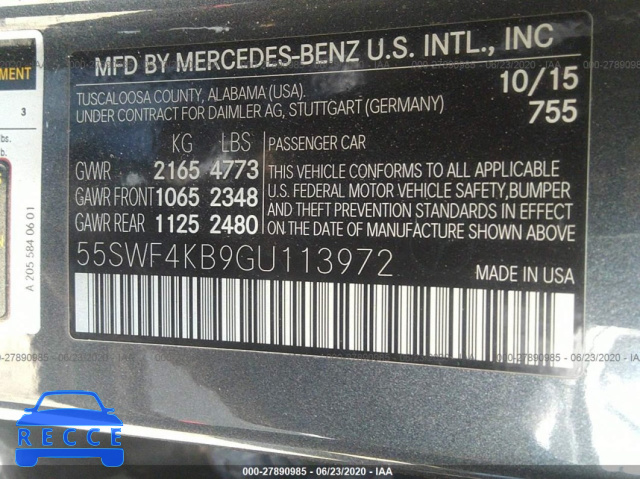 MFD BY MERCEDES-BENZ U.S. INTL., INC
TUSCALOOSA COUNTY, ALABAMA (USA). 10/15
UNDER CONTRACT FOR DAIMLER AG, STUTTGART (GERMANY) 755
KG LBS PASSENGER CAR
GVWR 2165 4773
GAWR FRONT 1065 2348
GAWR REAR 1125 2480
THIS VEHICLE CONFORMS TO ALL APPLICABLE
U.S. FEDERAL MOTOR VEHICLE SAFETY, BUMPER
AND THEFT PREVENTION STANDARDS IN EFFECT
ON THE DATE OF MANUFACTURE SHOWN ABOVE.
55SWF4KB9GU113972 MADE IN USA
3
lbs.
A 205 584 06 01
000-27890985 - 06/23/2020 - IAA
RECCE